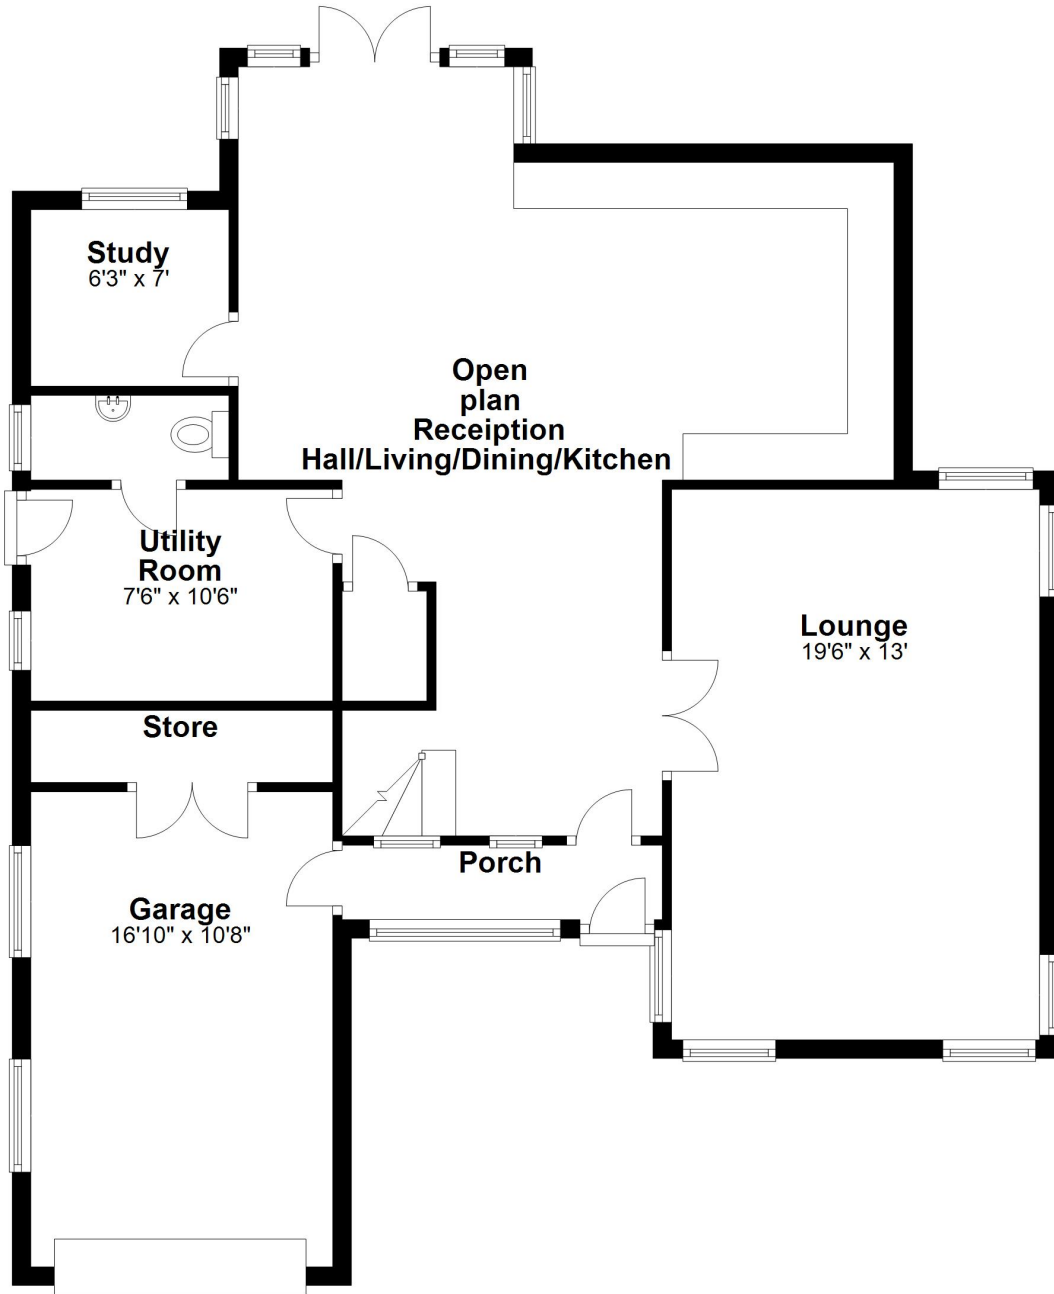 Study
6'3" x 7'
Open
plan
Receiption
Hall/Living/Dining/Kitchen
Utility
Room
7'6" x 10'6"
Lounge
19'6" x 13'
Store
Porch
Garage
16'10" x 10'8"